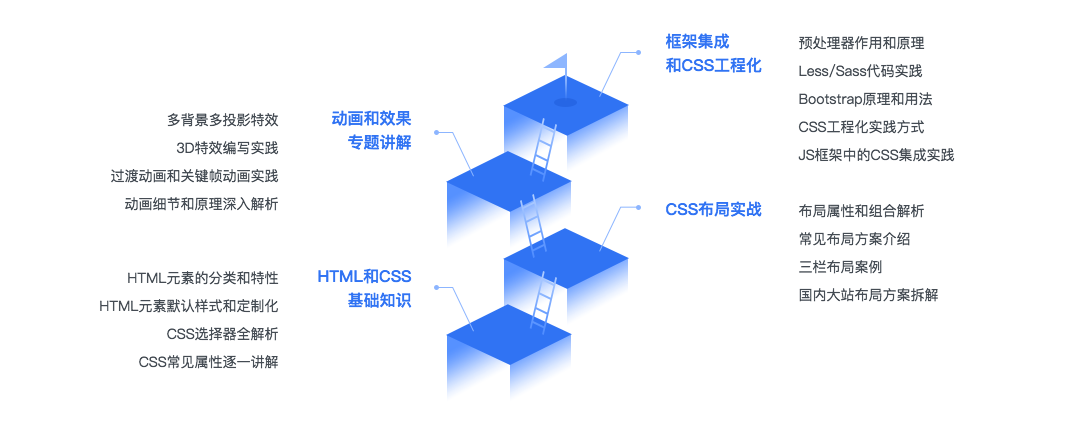 框架集成
和CSS工程化
预处理器作用和原理
Less/Sass代码实践
Bootstrap原理和用法
CSS工程化实践方式
JS框架中的CSS集成实践
动画和效果
专题讲解
多背景多投影特效
3D特效编写实践
过渡动画和关键帧动画实践
动画细节和原理深入解析
CSS布局实战
布局属性和组合解析
常见布局方案介绍
三栏布局案例
国内大站布局方案拆解
HTML和CSS
基础知识
HTML元素的分类和特性
HTML元素默认样式和定制化
CSS选择器全解析
CSS常见属性逐一讲解